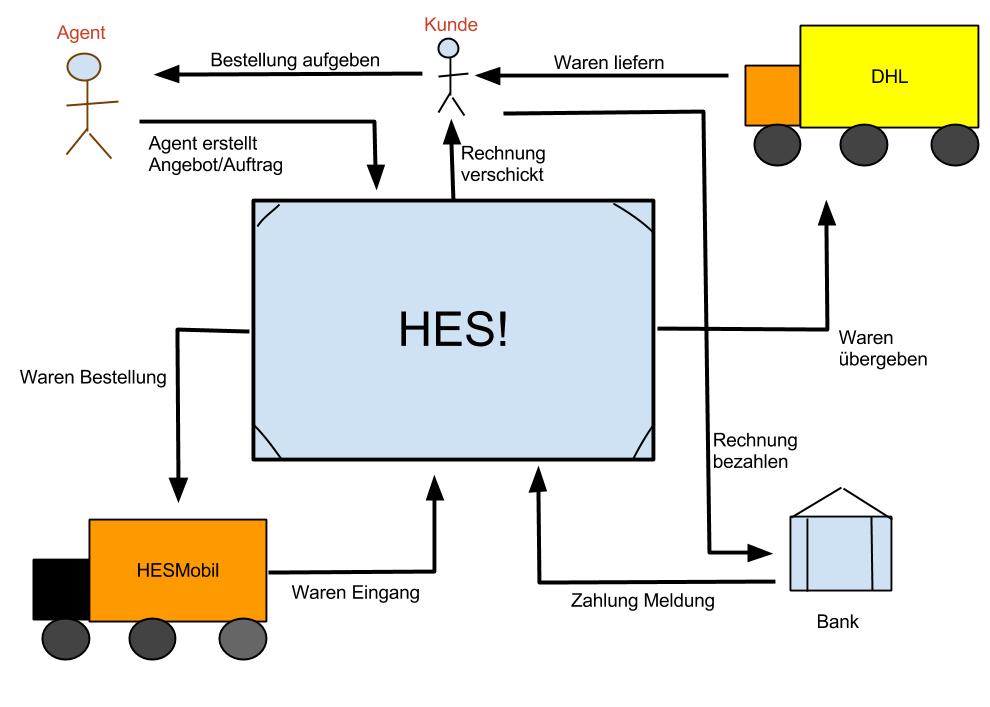 Agent
Kunde
Bestellung aufgeben
Waren liefern
DHL
Agent erstellt
Angebot/Auftrag
Rechnung
verschickt
HES!
Waren
übergeben
Waren Bestellung
Rechnung
bezahlen
HESMobil
Waren Eingang
Zahlung Meldung
Bank